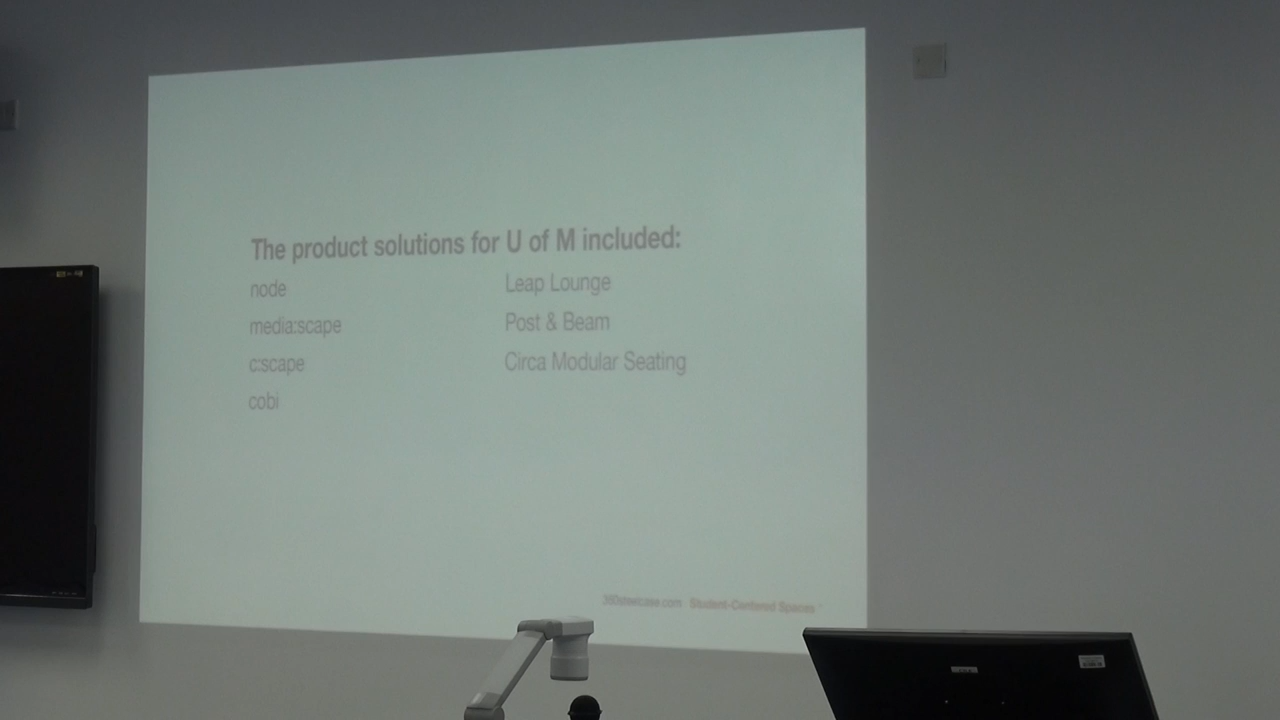 The product solutions for U of M included:
node
media:scape
c:scape
cobi
Leap Lounge
Post & Beam
Circa Modular Seating
360steelcase.com Student-Centered Spaces